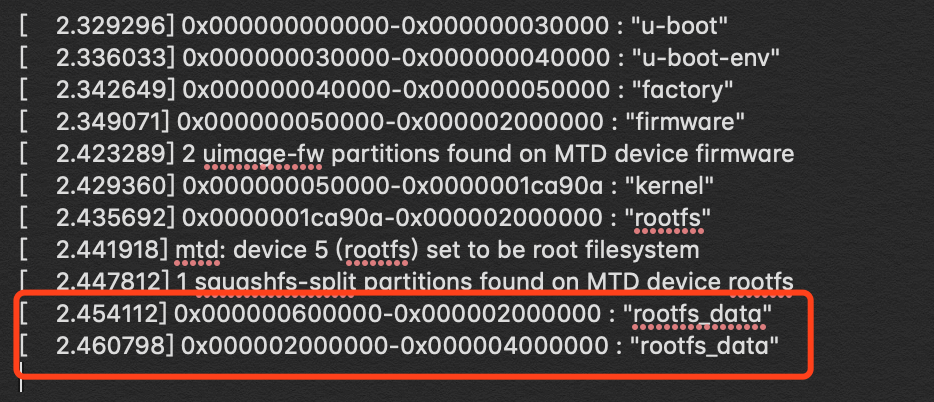 [    2.329296] 0x000000000000-0x000000030000 : "u-boot"
[    2.336033] 0x000000030000-0x000000040000 : "u-boot-env"
[    2.342649] 0x000000040000-0x000000050000 : "factory"
[    2.349071] 0x000000050000-0x000002000000 : "firmware"
[    2.423289] 2 uimage-fw partitions found on MTD device firmware
[    2.429360] 0x000000050000-0x0000001ca90a : "kernel"
[    2.435692] 0x0000001ca90a-0x000002000000 : "rootfs"
[    2.441918] mtd: device 5 (rootfs) set to be root filesystem
[    2.447812] 1 squashfs-split partitions found on MTD device rootfs
[    2.454112] 0x000000600000-0x000002000000 : "rootfs_data"
[    2.460798] 0x000002000000-0x000004000000 : "rootfs_data"